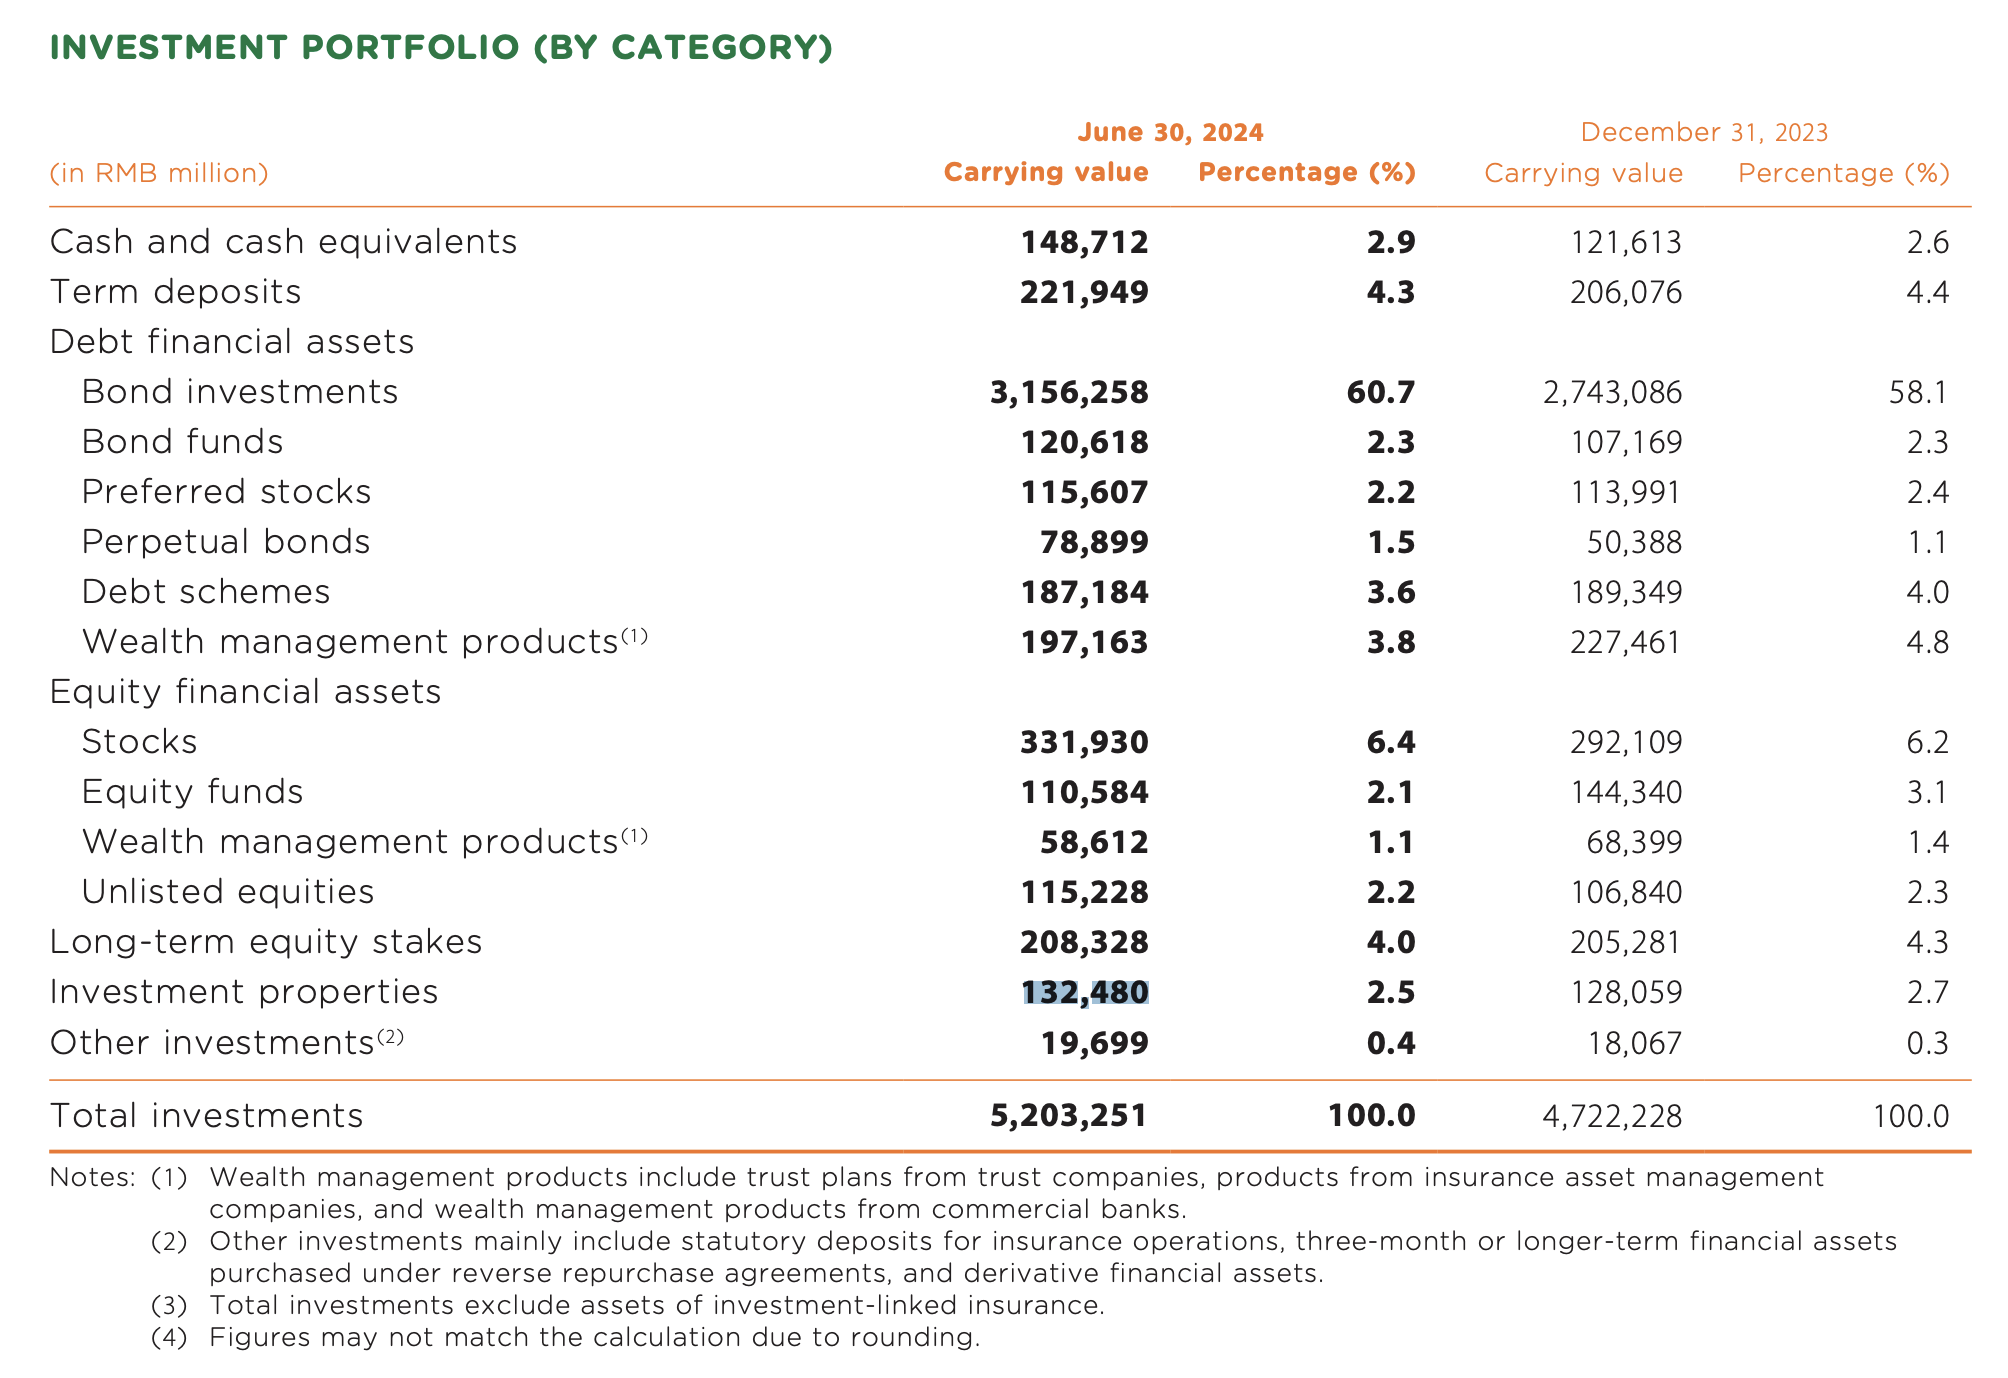 INVESTMENT PORTFOLIO (BY CATEGORY)
June 30, 2024 December 31, 2023
(in RMB million) Carrying value Percentage (%) Carrying value Percentage (%)
Cash and cash equivalents 148,712 2.9 121,613 2.6
Term deposits 221,949 4.3 206,076 4.4
Debt financial assets
Bond investments 3,156,258 60.7 2,743,086 58.1
Bond funds 120,618 2.3 107,169 2.3
Preferred stocks 115,607 2.2 113,991 2.4
Perpetual bonds 78,899 1.5 50,388 1.1
Debt schemes 187,184 3.6 189,349 4.0
Wealth management products(1) 197,163 3.8 227,461 4.8
Equity financial assets
Stocks 331,930 6.4 292,109 6.2
Equity funds 110,584 2.1 144,340 3.1
Wealth management products(1) 58,612 1.1 68,399 1.4
Unlisted equities 115,228 2.2 106,840 2.3
Long-term equity stakes 208,328 4.0 205,281 4.3
Investment properties 132,480 2.5 128,059 2.7
Other investments(2) 19,699 0.4 18,067 0.3
Total investments 5,203,251 100.0 4,722,228 100.0
Notes: (1) Wealth management products include trust plans from trust companies, products from insurance asset management
companies, and wealth management products from commercial banks.
(2) Other investments mainly include statutory deposits for insurance operations, three-month or longer-term financial assets
purchased under reverse repurchase agreements, and derivative financial assets.
(3) Total investments exclude assets of investment-linked insurance.
(4) Figures may not match the calculation due to rounding.